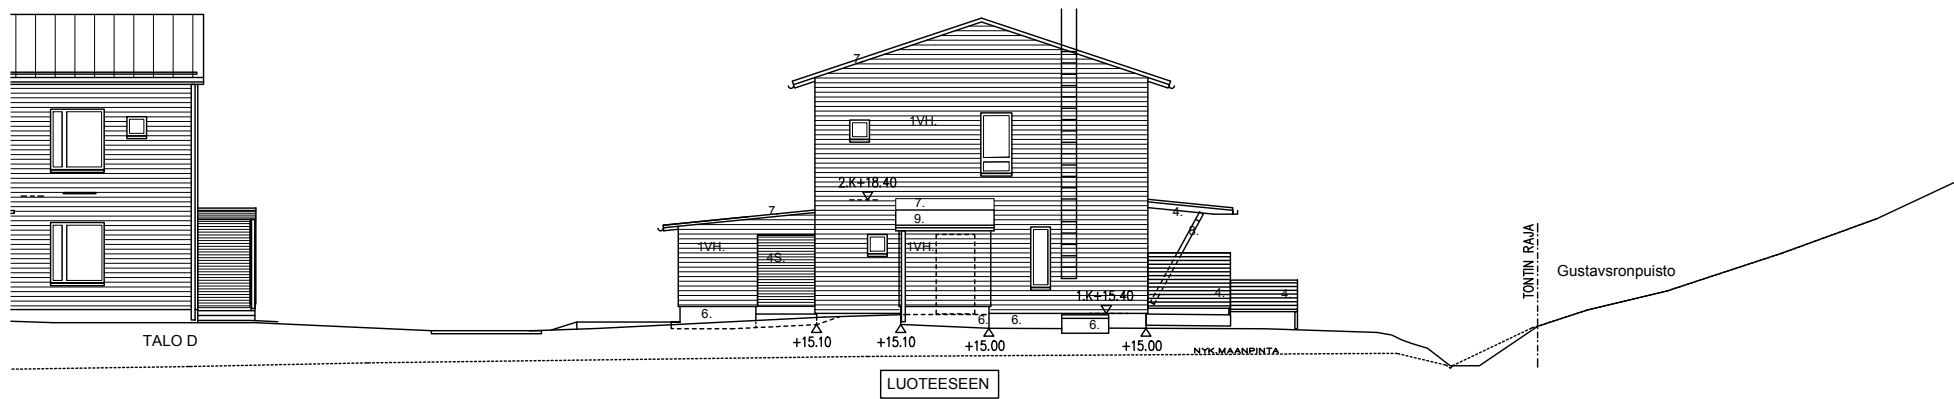 7.
1VH.
2.K+18.40
7.
7.
9.
4.
8.
1VH.
1VH.
4S.
TONTIN RAJA
Gustavsronpuisto
1.K+15.40
4.
4.
6.
6.
6.
6.
TALO D
+15.10
+15.10
+15.00
+15.00
NYK.MAANPINTA
LUOTEESEEN